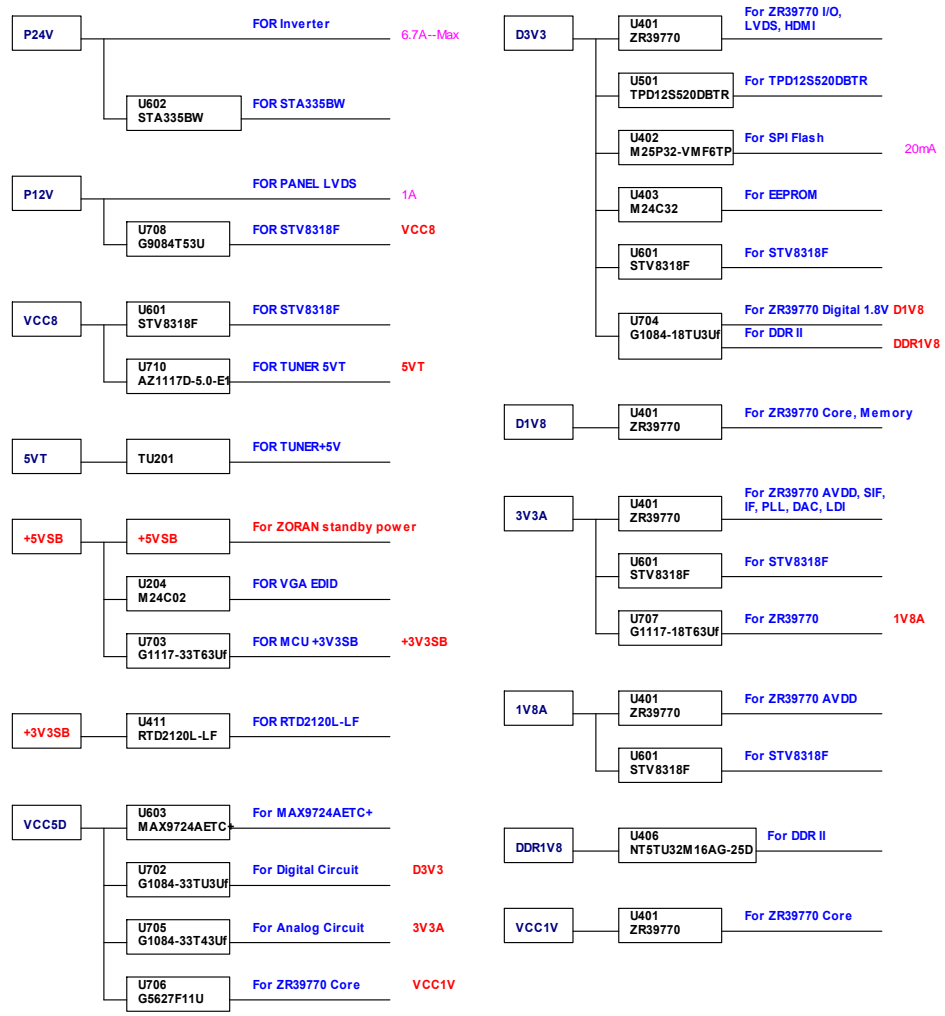 P24V
FOR Inverter
6.7A--Max
U602
STA335BW
FOR STA335BW
P12V
FOR PANEL LVDS
1A
U708
G9084T53U
FOR STV8318F
VCC8
VCC8
U601
STV8318F
FOR STV8318F
U710
AZ1117D-5.0-E1
FOR TUNER 5VT
5VT
5VT
TU201
FOR TUNER+5V
+5VSB
+5VSB
For ZORAN standby power
U204
M24C02
FOR VGA EDID
U703
G1117-33T63Uf
FOR MCU +3V3SB
+3V3SB
+3V3SB
U411
RTD2120L-LF
FOR RTD2120L-LF
VCC5D
U603
MAX9724AETC+
For MAX9724AETC+
U702
G1084-33TU3Uf
For Digital Circuit
D3V3
U705
G1084-33T43Uf
For Analog Circuit
3V3A
U706
G5627F11U
For ZR39770 Core
VCC1V
D3V3
U401
ZR39770
For ZR39770 I/O,
LVDS, HDMI
U501
TPD12S520DBTR
For TPD12S520DBTR
U402
M25P32-VMF6TP
For SPI Flash
20mA
U403
M24C32
For EEPROM
U601
STV8318F
For STV8318F
U704
G1084-18TU3Uf
For ZR39770 Digital 1.8V D1V8
For DDR II
DDR1V8
D1V8
U401
ZR39770
For ZR39770 Core, Memory
3V3A
U401
ZR39770
For ZR39770 AVDD, SIF,
IF, PLL, DAC, LDI
U601
STV8318F
For STV8318F
U707
G1117-18T63Uf
For ZR39770
1V8A
1V8A
U401
ZR39770
For ZR39770 AVDD
U601
STV8318F
For STV8318F
DDR1V8
U406
NT5TU32M16AG-25D
For DDR II
VCC1V
U401
ZR39770
For ZR39770 Core